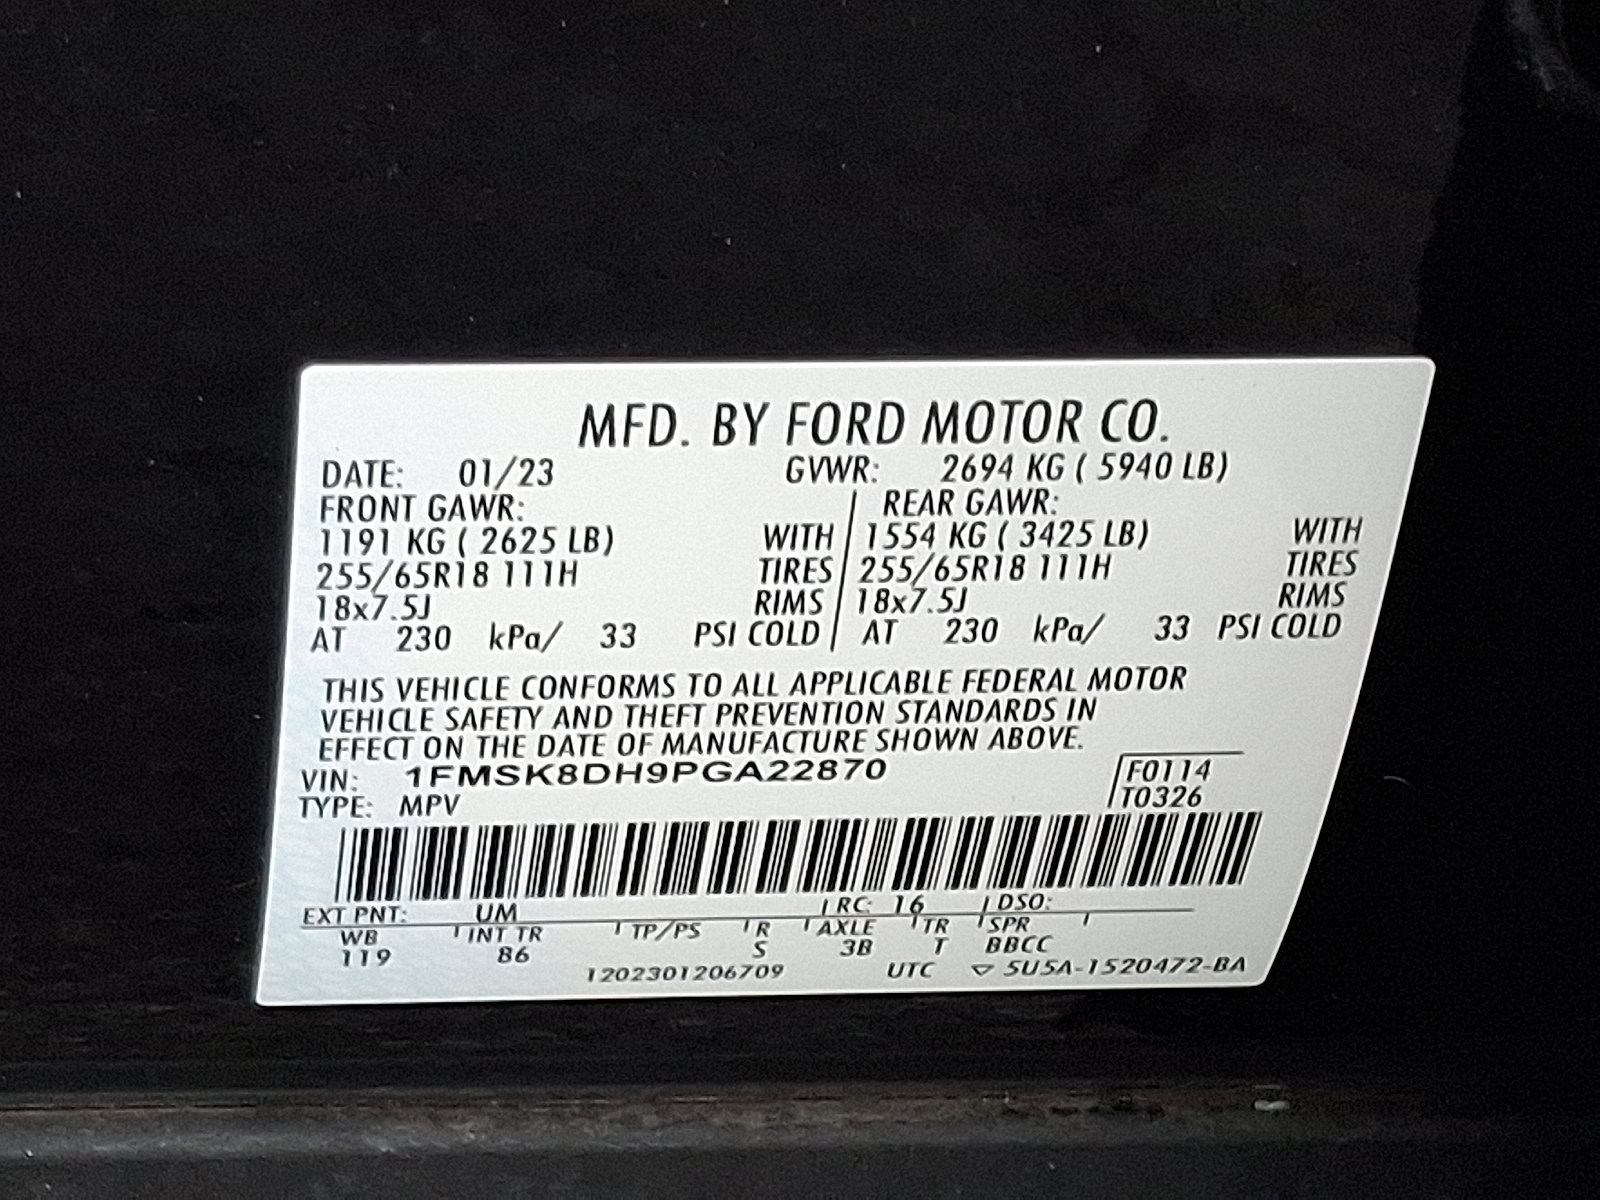 MFD. BY FORD MOTOR CO.
DATE: 01/23 GVWR: 2694 KG ( 5940 LB)
FRONT GAWR: REAR GAWR:
1191 KG ( 2625 LB) WITH 1554 KG ( 3425 LB) WITH
255/65R18 111H TIRES 255/65R18 111H TIRES
18x7.5J RIMS 18x7.5J RIMS
AT 230 kPa/ 33 PSI COLD AT 230 kPa/ 33 PSI COLD
THIS VEHICLE CONFORMS TO ALL APPLICABLE FEDERAL MOTOR
VEHICLE SAFETY AND THEFT PREVENTION STANDARDS IN
EFFECT ON THE DATE OF MANUFACTURE SHOWN ABOVE.
VIN: 1FMSK8DH9PGA22870 F0114
TYPE: MPV T0326
EXT PNT: UM RC: 16 DSO:
WB INT TR TP/PS R AXLE TR SPR
119 86 S 3B T BBCC
1202301206709 UTC ▽ 5U5A-1520472-BA